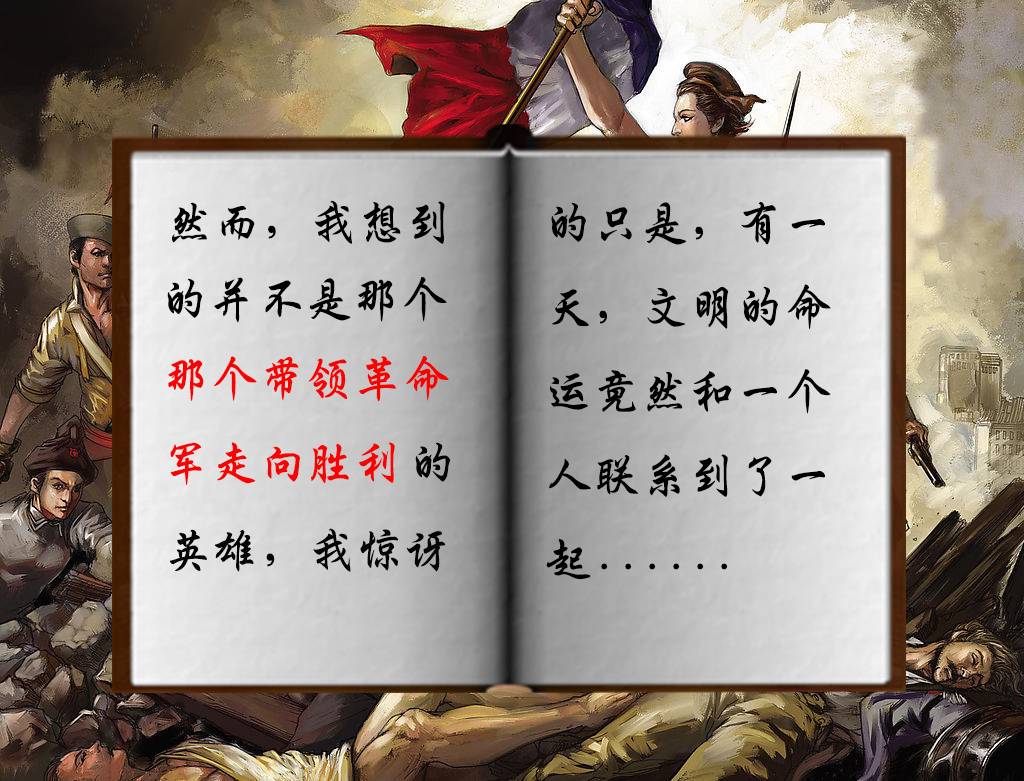 然而，我想到
的并不是那个
那个带领革命
军走向胜利的
英雄，我惊讶
的只是，有一
天，文明的命
运竟然和一个
人联系到了一
起......